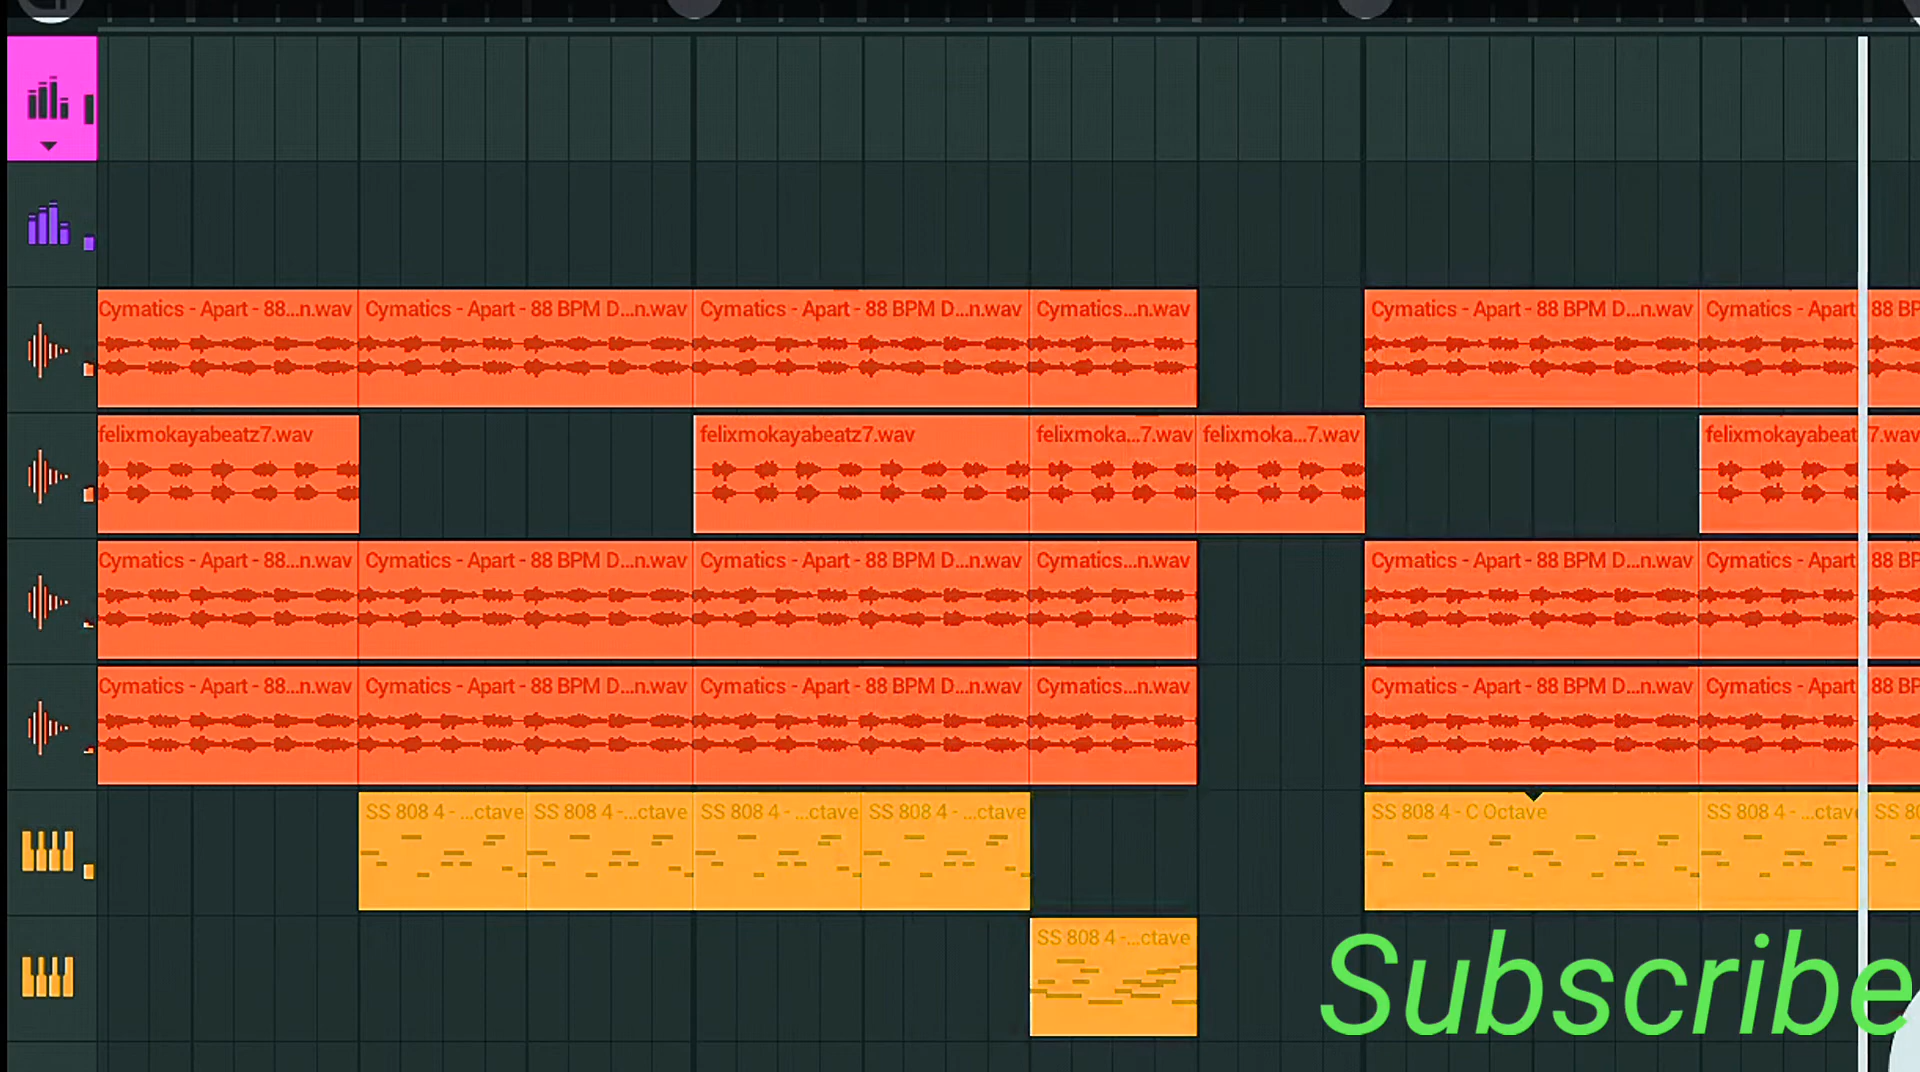 Cymatics - Apart - 88...n.wav Cymatics - Apart - 88 BPM D...n.wav Cymatics - Apart - 88 BPM D...n.wav Cymatics...n.wav Cymatics - Apart - 88 BPM D...n.wav Cymatics - Apart 88 BP
felixmokayabeatz7.wav felixmokayabeatz7.wav felixmoka...7.wav felixmoka...7.wav felixmokayabeat 7.wav
Cymatics - Apart - 88...n.wav Cymatics - Apart - 88 BPM D...n.wav Cymatics - Apart - 88 BPM D...n.wav Cymatics...n.wav Cymatics - Apart - 88 BPM D...n.wav Cymatics - Apart 88 BP
Cymatics - Apart - 88...n.wav Cymatics - Apart - 88 BPM D...n.wav Cymatics - Apart - 88 BPM D...n.wav Cymatics...n.wav Cymatics - Apart - 88 BPM D...n.wav Cymatics - Apart 88 BP
SS 808 4 - ...ctave SS 808 4 -...ctave SS 808 4 - ...ctave SS 808 4 - ...ctave SS 808 4 - C Octave SS 808 4 - ...ctave SS 80
SS 808 4 -...ctave
Subscribe